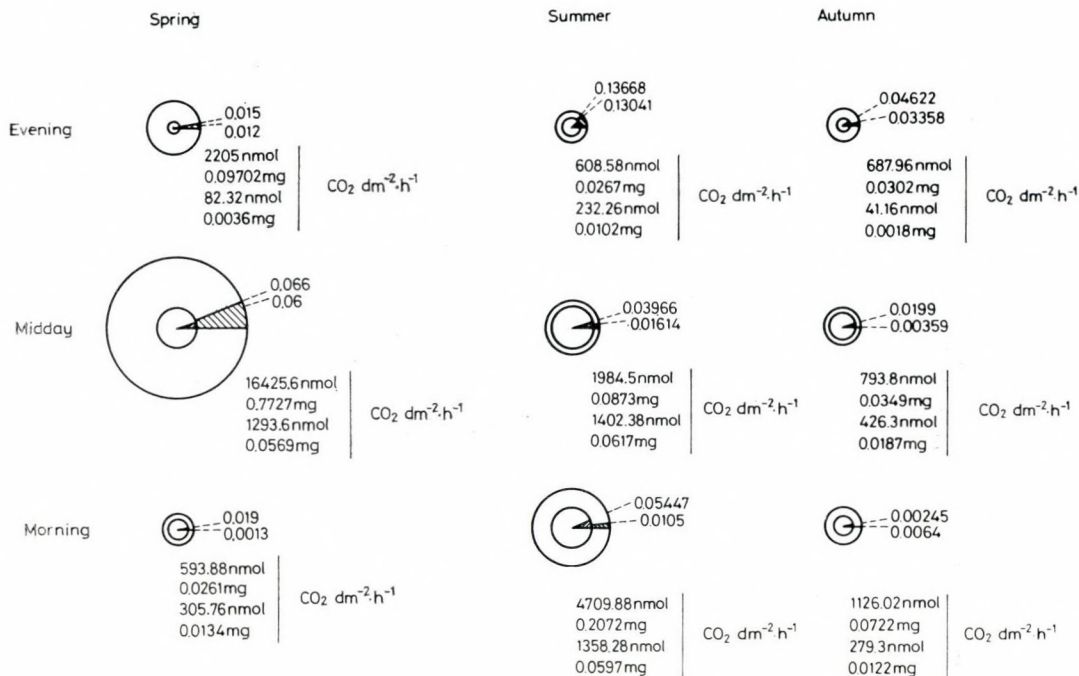 Spring Summer Autumn
Evening
0.015
0.012
2205 nmol
0.09702 mg
82.32 nmol
0.0036 mg
CO₂ dm⁻²·h⁻¹
0.13668
0.13041
608.58 nmol
0.0267 mg
232.26 nmol
0.0102 mg
CO₂ dm⁻²·h⁻¹
0.04622
0.03358
687.96 nmol
0.0302 mg
41.16 nmol
0.0018 mg
CO₂ dm⁻²·h⁻¹
Midday
0.066
0.06
16425.6 nmol
0.7727 mg
1293.6 nmol
0.0569 mg
CO₂ dm⁻²·h⁻¹
0.03966
0.01614
1984.5 nmol
0.0873 mg
1402.38 nmol
0.0617 mg
CO₂ dm⁻²·h⁻¹
0.0199
0.00359
793.8 nmol
0.0349 mg
426.3 nmol
0.0187 mg
CO₂ dm⁻²·h⁻¹
Morning
0.019
0.0013
593.88 nmol
0.0261 mg
305.76 nmol
0.0134 mg
CO₂ dm⁻²·h⁻¹
0.05447
0.0105
4709.88 nmol
0.2072 mg
1358.28 nmol
0.0597 mg
CO₂ dm⁻²·h⁻¹
0.00245
0.0064
1126.02 nmol
0.0722 mg
279.3 nmol
0.0122 mg
CO₂ dm⁻²·h⁻¹